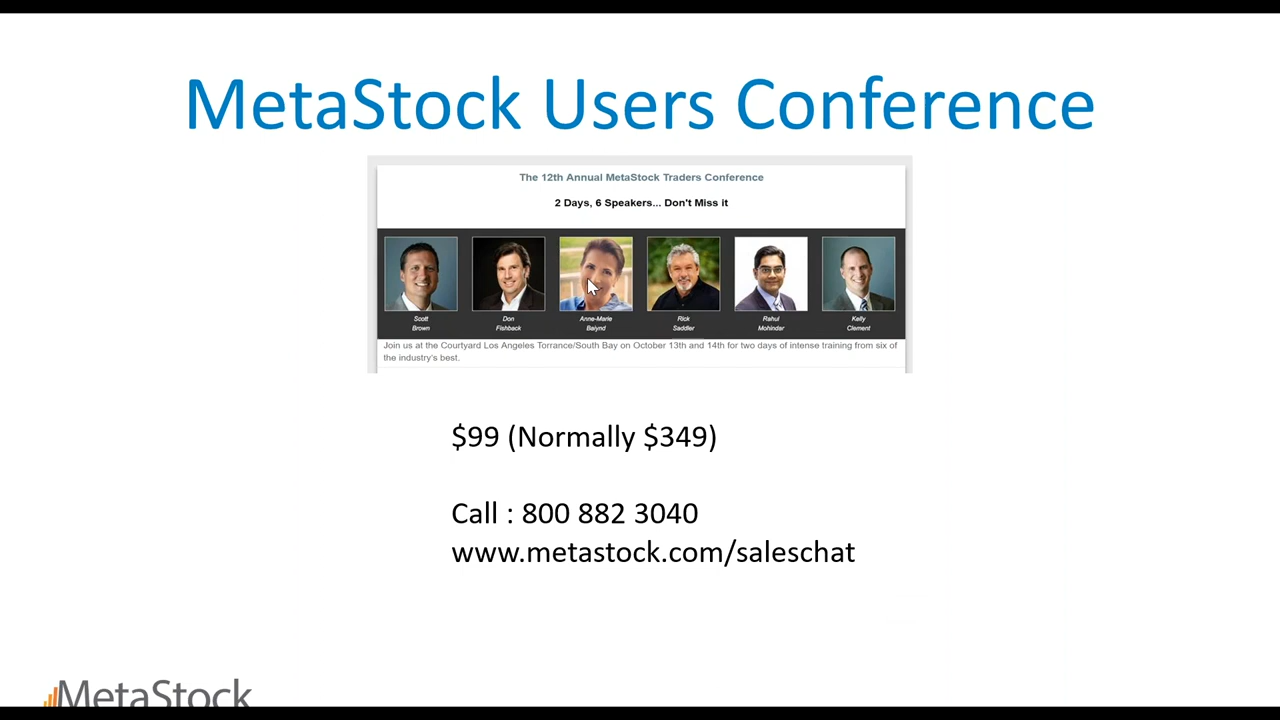 MetaStock Users Conference
The 12th Annual MetaStock Traders Conference
2 Days, 6 Speakers... Don't Miss it
Scott Brown
Don Fishback
Anne-Marie Baiynd
Rick Saddler
Rahul Mohindar
Kelly Clement
Join us at the Courtyard Los Angeles Torrance/South Bay on October 13th and 14th for two days of intense training from six of
the industry's best.
$99 (Normally $349)
Call : 800 882 3040
www.metastock.com/saleschat
MetaStock